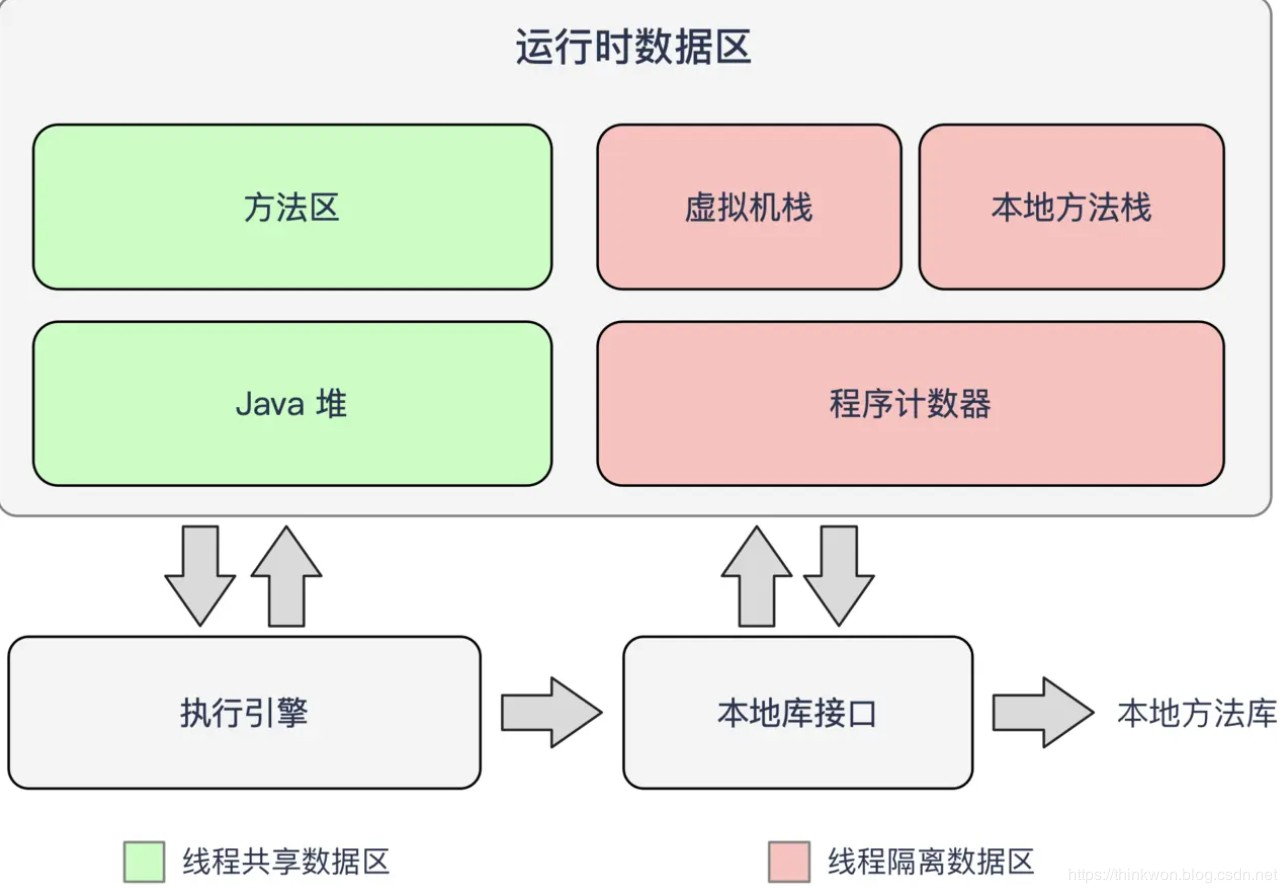 运行时数据区
方法区
虚拟机栈
本地方法栈
Java 堆
程序计数器
执行引擎
本地库接口
本地方法库
线程共享数据区
线程隔离数据区
https://thinkwon.blog.csdn.net